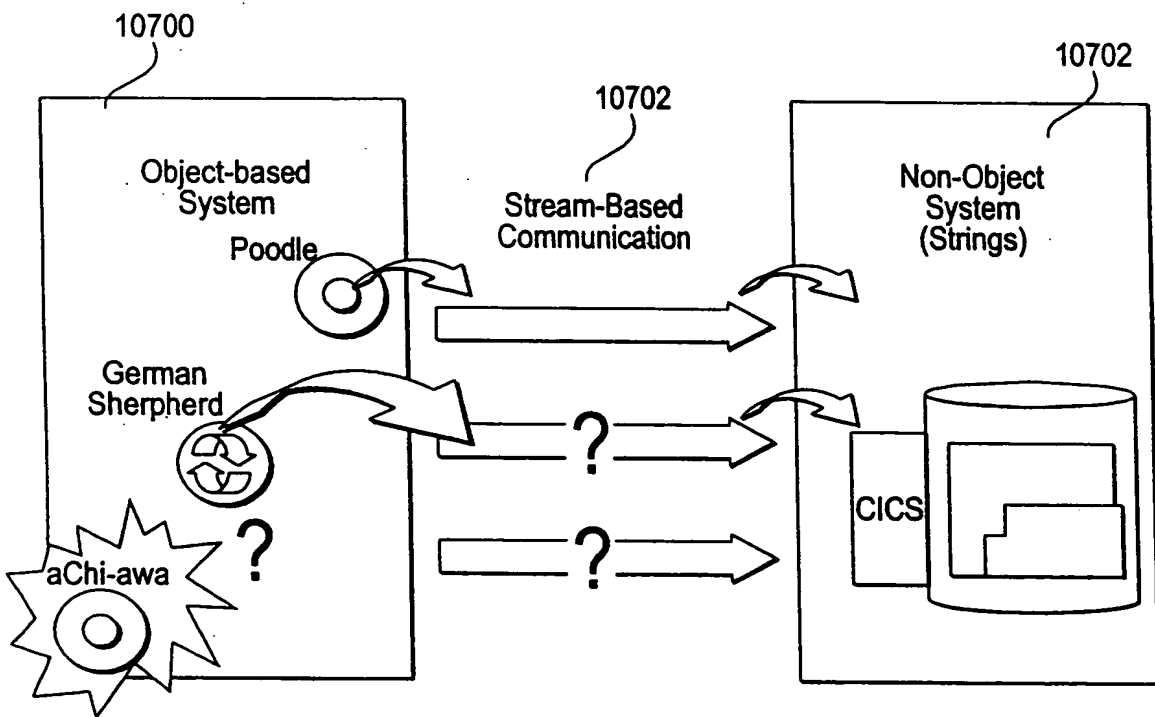 10700
10702
10702
Object-based
System
Poodle
Stream-Based
Communication
Non-Object
System
(Strings)
German
Sherpherd
?
?
CICS
?
?
aChi-awa